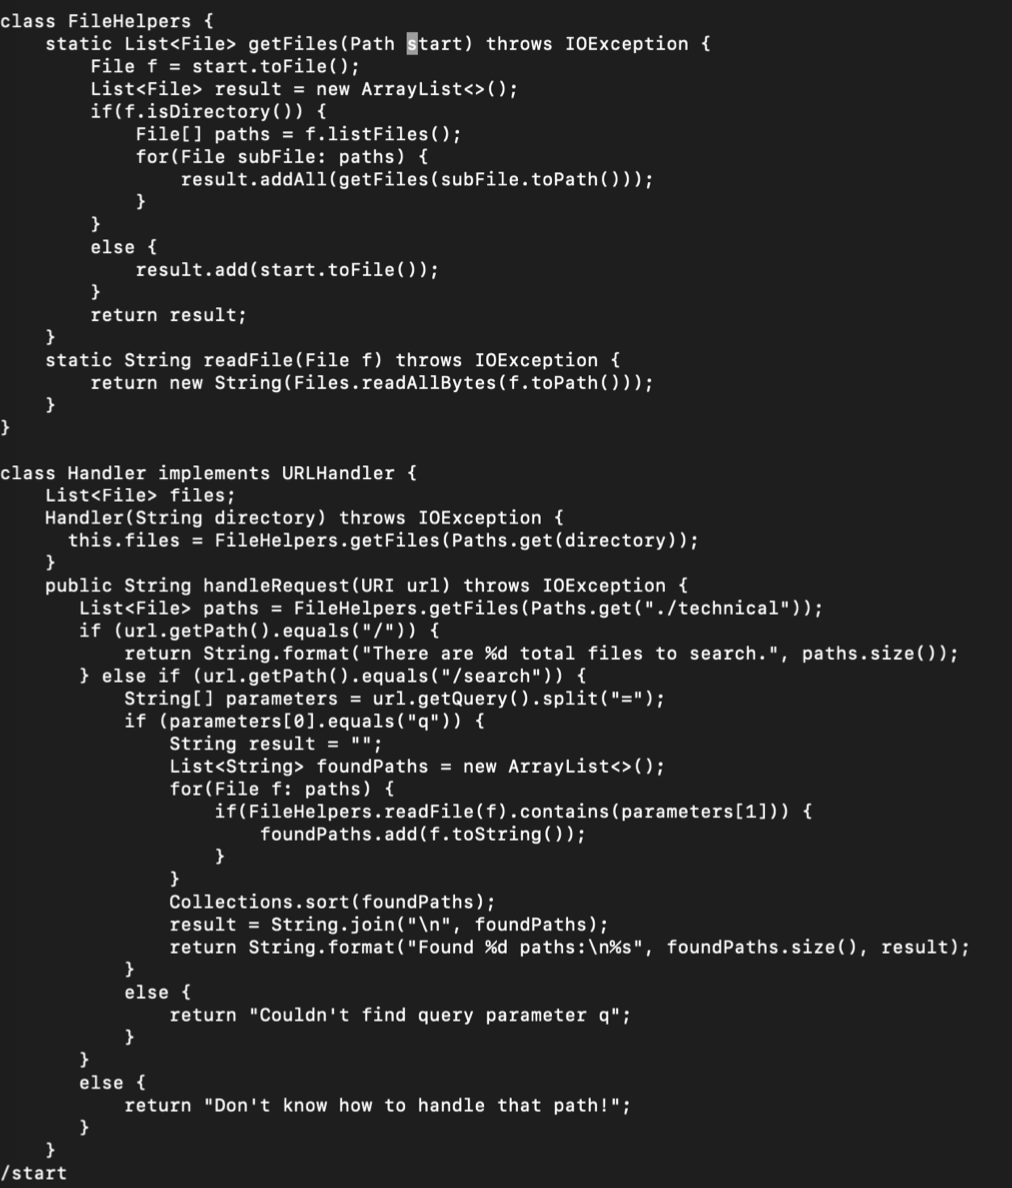 class FileHelpers {
    static List<File> getFiles(Path start) throws IOException {
        File f = start.toFile();
        List<File> result = new ArrayList<>();
        if(f.isDirectory()) {
            File[] paths = f.listFiles();
            for(File subFile: paths) {
                result.addAll(getFiles(subFile.toPath()));
            }
        }
        else {
            result.add(start.toFile());
        }
        return result;
    }
    static String readFile(File f) throws IOException {
        return new String(Files.readAllBytes(f.toPath()));
    }
}

class Handler implements URLHandler {
    List<File> files;
    Handler(String directory) throws IOException {
      this.files = FileHelpers.getFiles(Paths.get(directory));
    }
    public String handleRequest(URI url) throws IOException {
       List<File> paths = FileHelpers.getFiles(Paths.get("./technical"));
       if (url.getPath().equals("/")) {
           return String.format("There are %d total files to search.", paths.size());
       } else if (url.getPath().equals("/search")) {
           String[] parameters = url.getQuery().split("=");
           if (parameters[0].equals("q")) {
               String result = "";
               List<String> foundPaths = new ArrayList<>();
               for(File f: paths) {
                   if(FileHelpers.readFile(f).contains(parameters[1])) {
                       foundPaths.add(f.toString());
                   }
               }
               Collections.sort(foundPaths);
               result = String.join("\n", foundPaths);
               return String.format("Found %d paths:\n%s", foundPaths.size(), result);
           }
           else {
               return "Couldn't find query parameter q";
           }
       }
       else {
           return "Don't know how to handle that path!";
       }
    }
/start